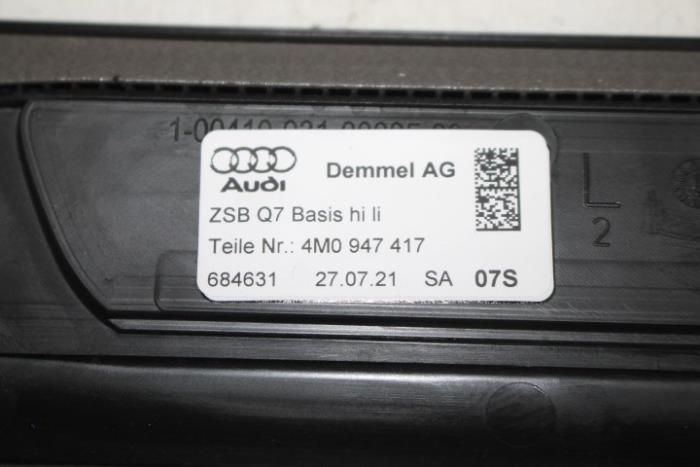 Audi Demmel AG
ZSB Q7 Basis hi li
Teile Nr.: 4M0 947 417
684631 27.07.21 SA 07S
L
2